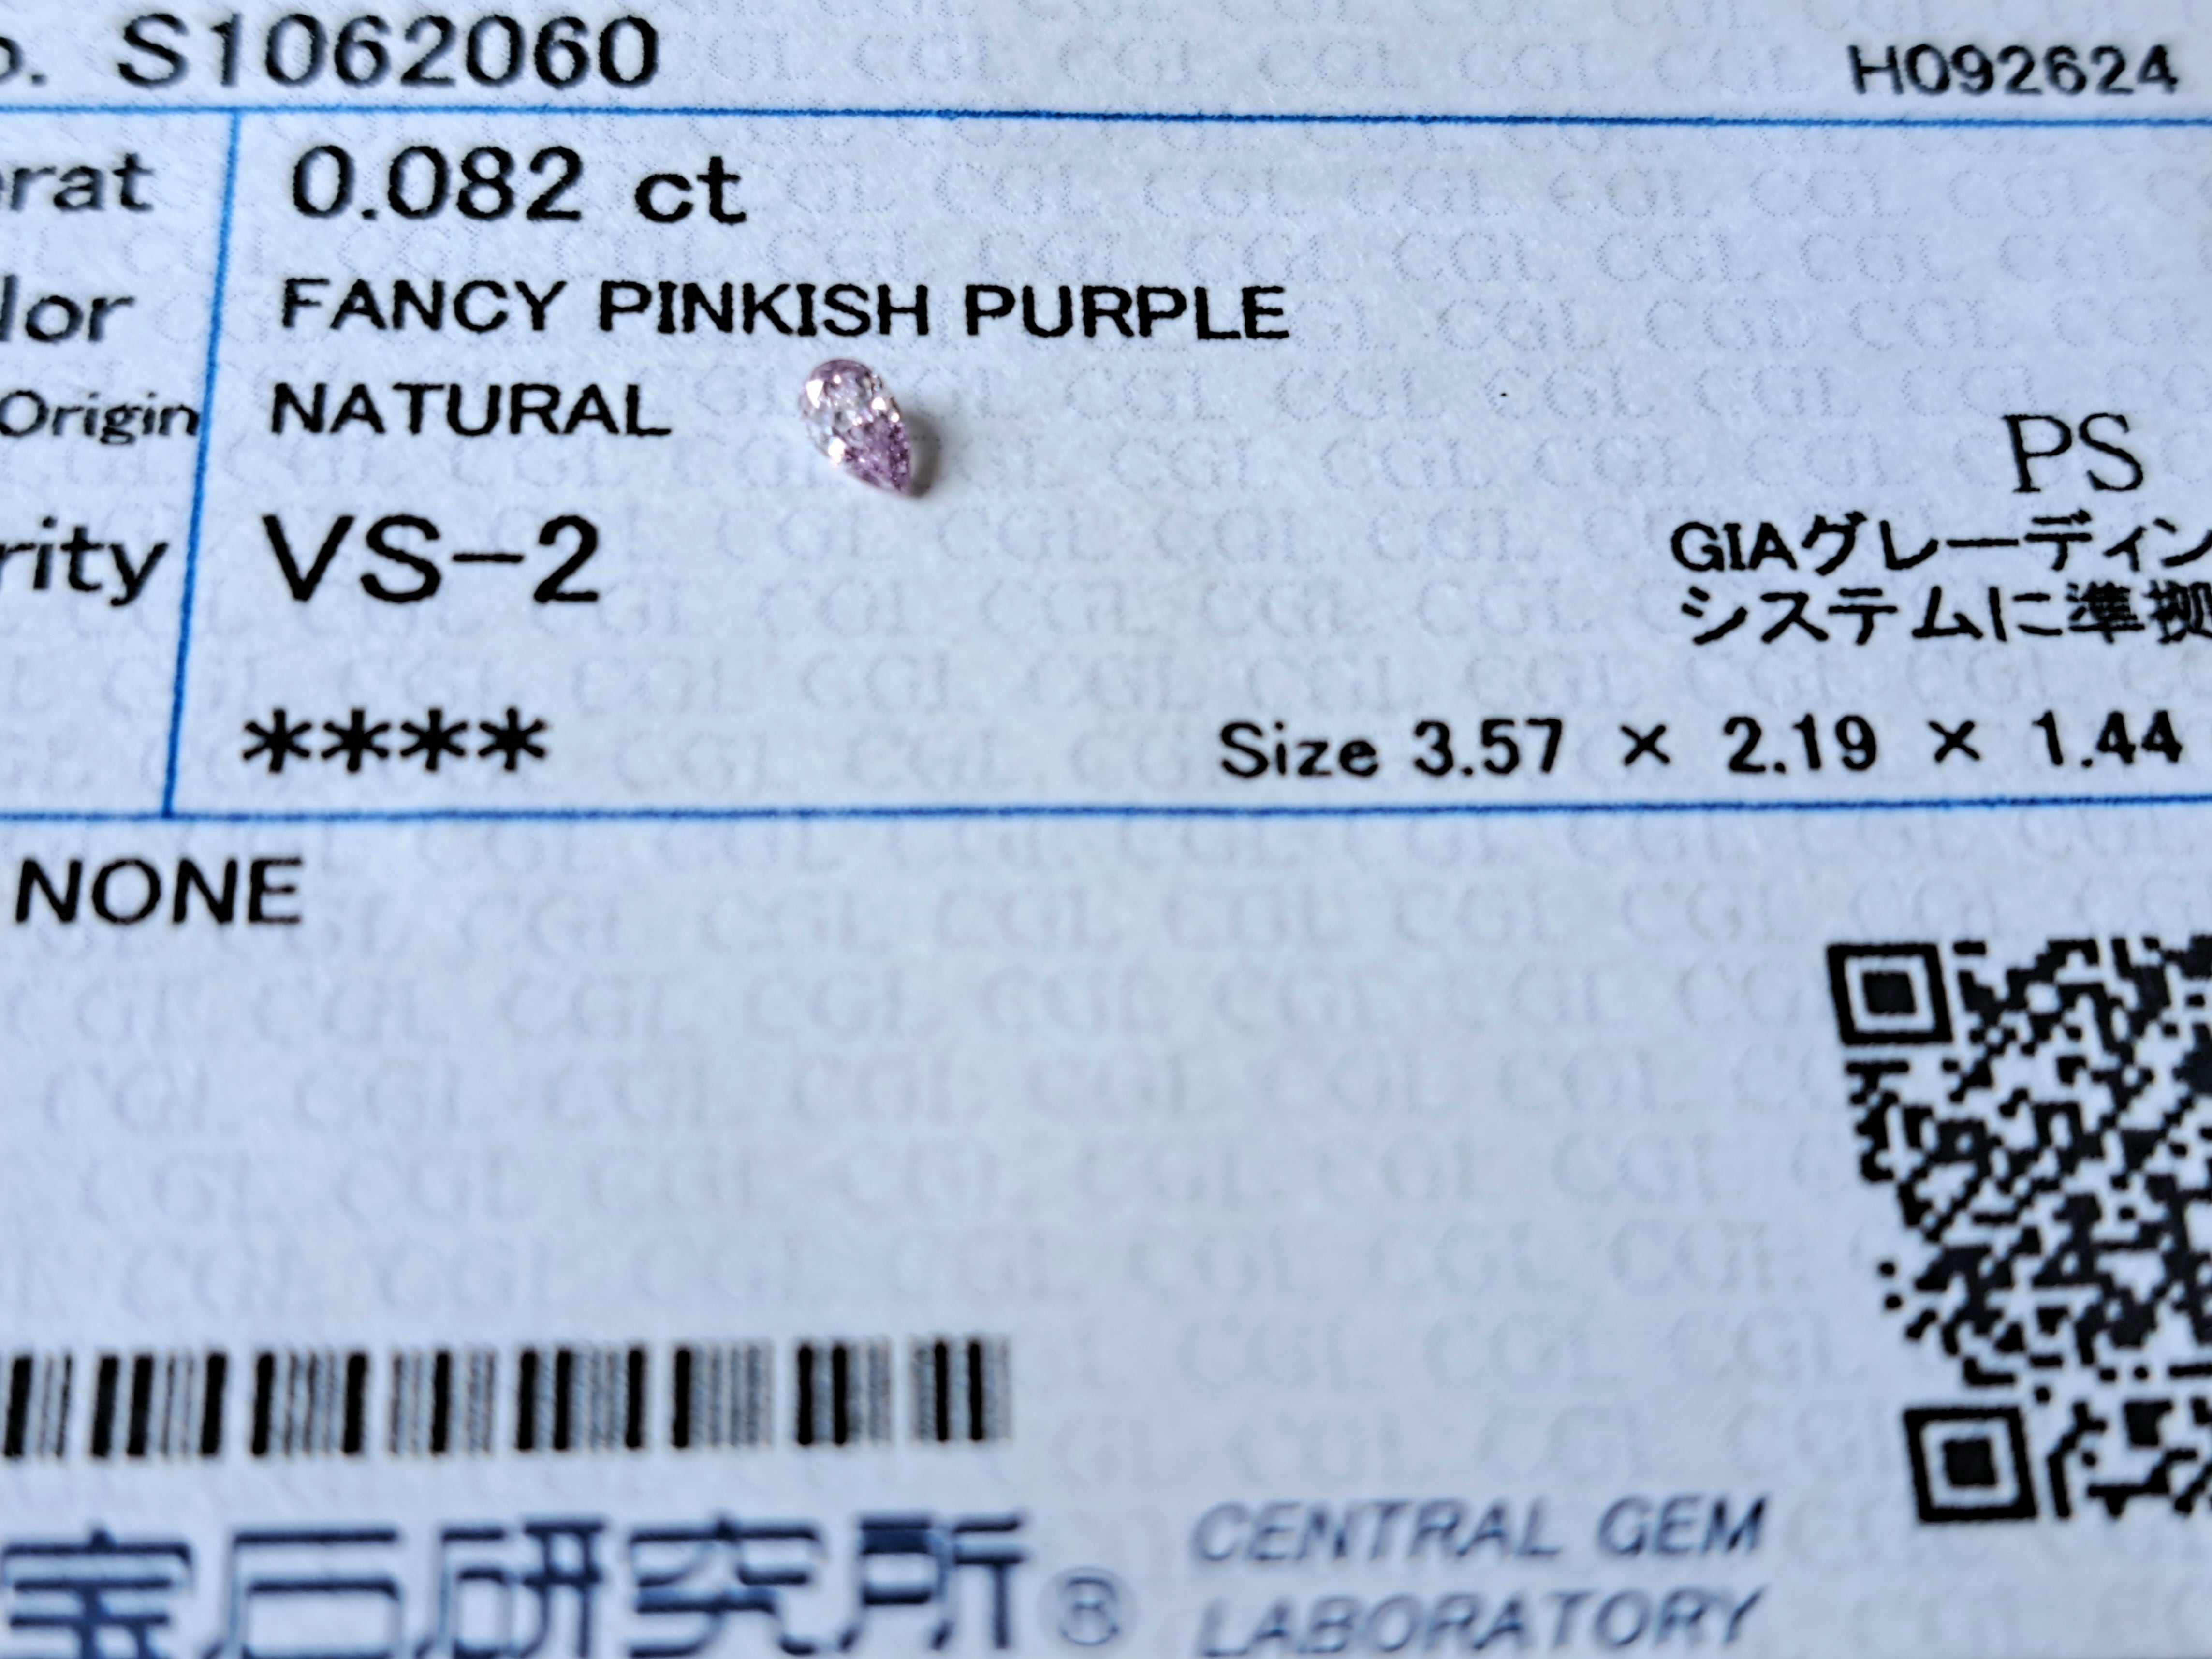 . S1062060
H092624
rat 0.082 ct
lor FANCY PINKISH PURPLE
Origin NATURAL
PS
rity VS-2
GIAグレーディン
システムに準拠
****
Size 3.57 × 2.19 × 1.44
NONE
宝石研究所®
CENTRAL GEM
LABORATORY